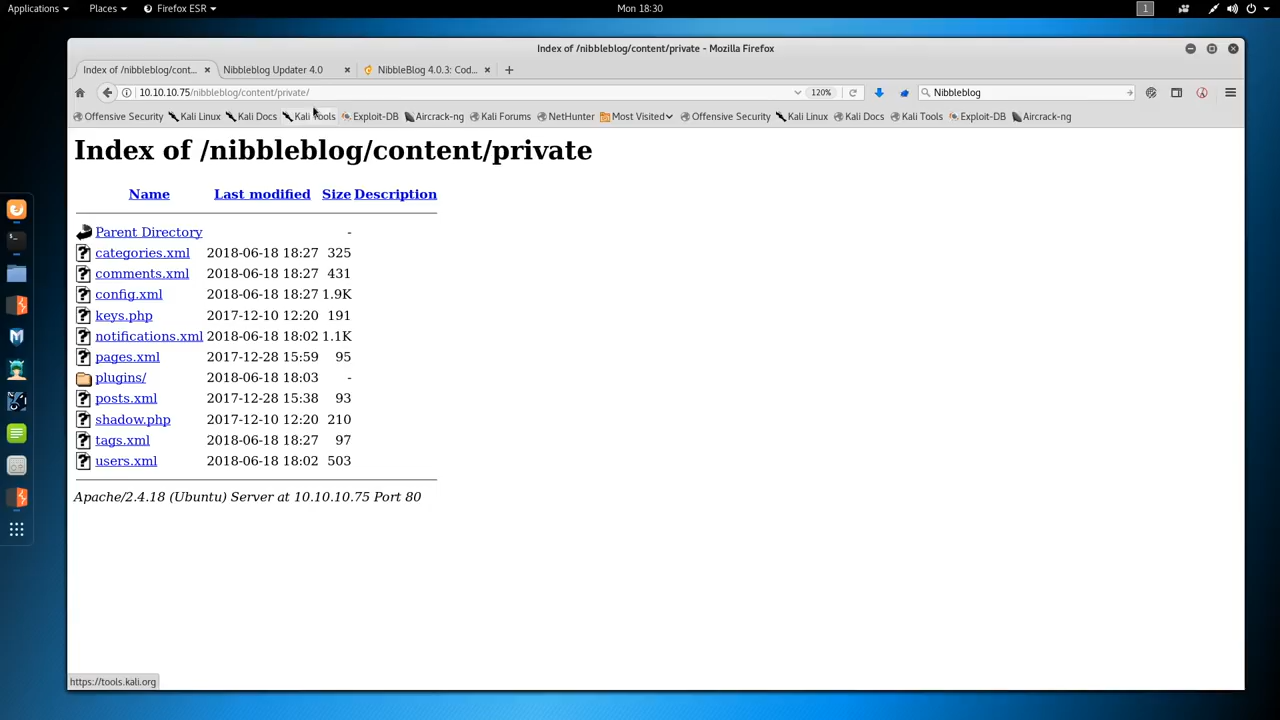 Applications Places Firefox ESR Mon 18:30 1
Index of /nibbleblog/content/private - Mozilla Firefox
Index of /nibbleblog/cont... Nibbleblog Updater 4.0 NibbleBlog 4.0.3: Cod...
10.10.10.75/nibbleblog/content/private/ 120% Nibbleblog
Offensive Security Kali Linux Kali Docs Kali Tools Exploit-DB Aircrack-ng Kali Forums NetHunter Most Visited Offensive Security Kali Linux Kali Docs Kali Tools Exploit-DB Aircrack-ng
Index of /nibbleblog/content/private
Name Last modified Size Description
Parent Directory -
categories.xml 2018-06-18 18:27 325
comments.xml 2018-06-18 18:27 431
config.xml 2018-06-18 18:27 1.9K
keys.php 2017-12-10 12:20 191
notifications.xml 2018-06-18 18:02 1.1K
pages.xml 2017-12-28 15:59 95
plugins/ 2018-06-18 18:03 -
posts.xml 2017-12-28 15:38 93
shadow.php 2017-12-10 12:20 210
tags.xml 2018-06-18 18:27 97
users.xml 2018-06-18 18:02 503
Apache/2.4.18 (Ubuntu) Server at 10.10.10.75 Port 80
https://tools.kali.org